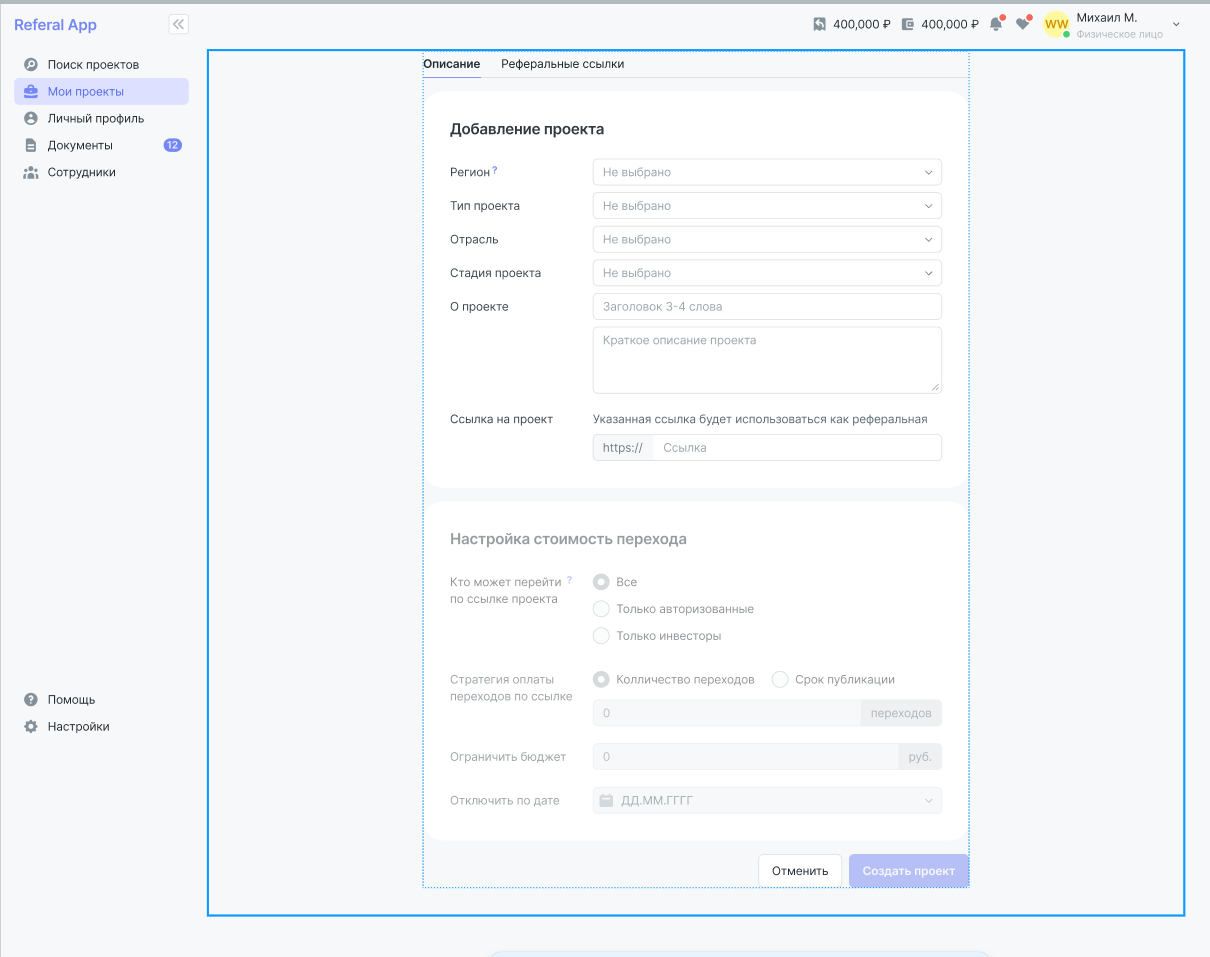 Referal App
400,000 ₽
400,000 ₽
WW
Михаил М.
Физическое лицо
Поиск проектов
Мои проекты
Личный профиль
Документы 12
Сотрудники
Помощь
Настройки
Описание Реферальные ссылки
Добавление проекта
Регион ? Не выбрано
Тип проекта Не выбрано
Отрасль Не выбрано
Стадия проекта Не выбрано
О проекте Заголовок 3-4 слова
Краткое описание проекта
Ссылка на проект Указанная ссылка будет использоваться как реферальная
https:// Ссылка
Настройка стоимость перехода
Кто может перейти ?
по ссылке проекта
Все
Только авторизованные
Только инвесторы
Стратегия оплаты
переходов по ссылке
Колличество переходов Срок публикации
0 переходов
Ограничить бюджет 0 руб.
Отключить по дате ДД.ММ.ГГГГ
Отменить Создать проект